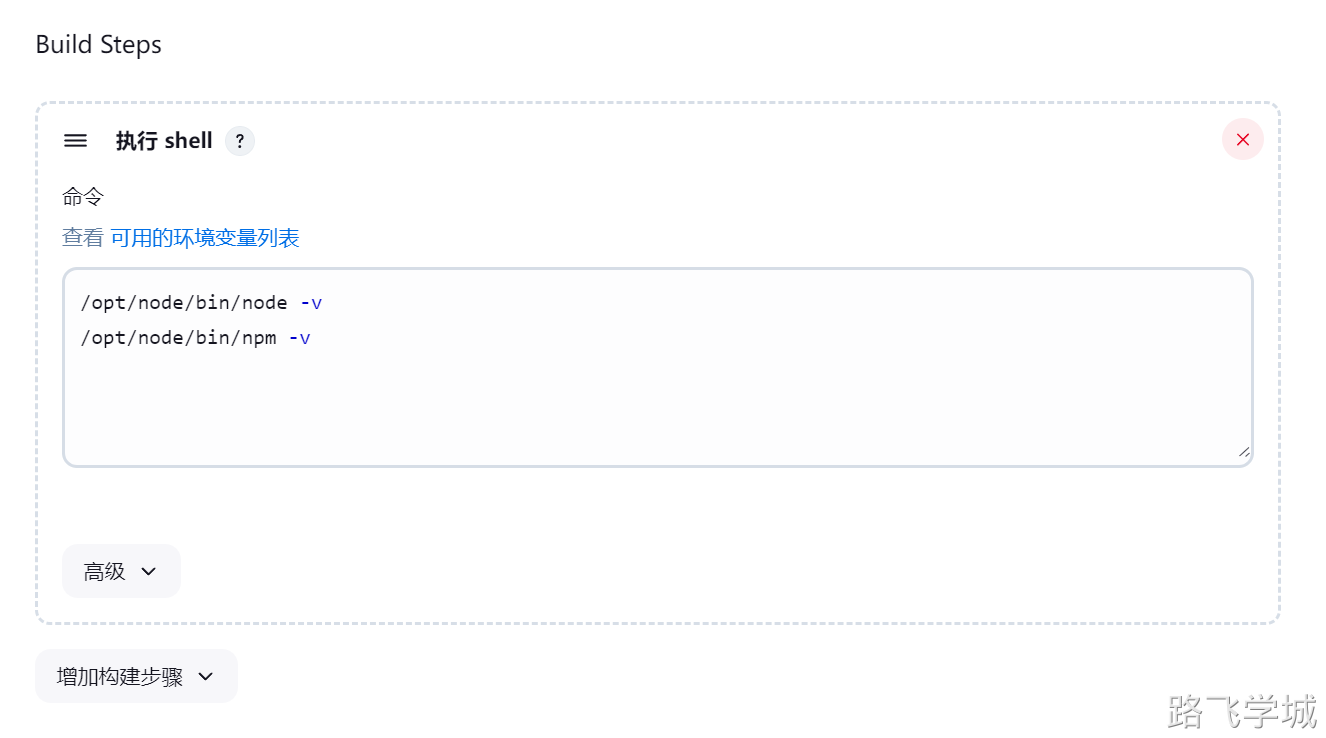 Build Steps
执行 shell ?
命令
查看 可用的环境变量列表
/opt/node/bin/node -v
/opt/node/bin/npm -v
高级
增加构建步骤
路飞学城